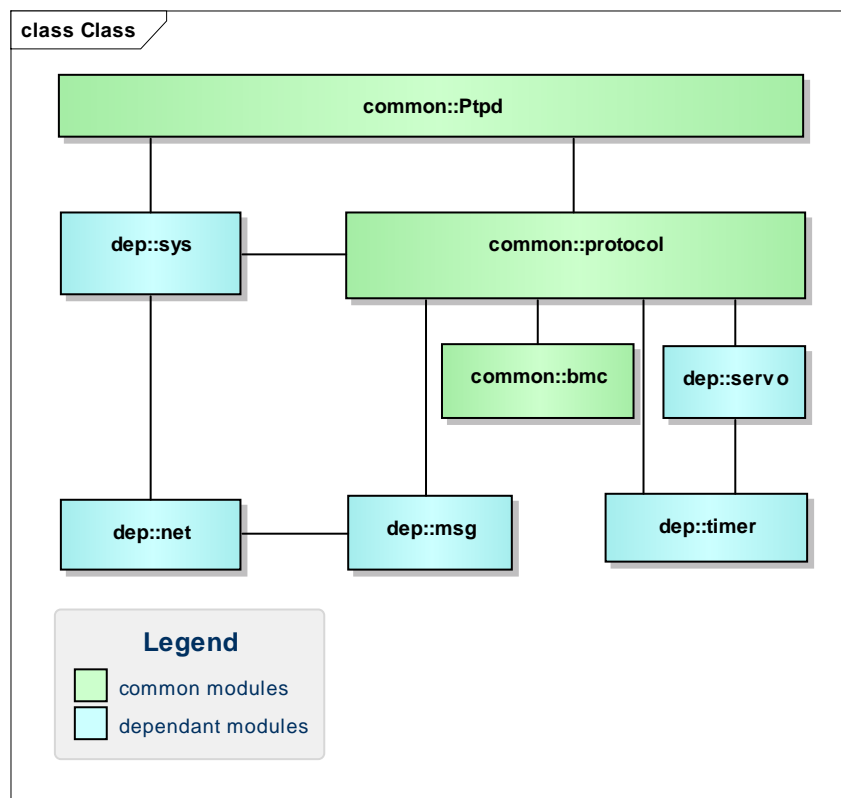 class Class
common::Ptpd
dep::sys
common::protocol
common::bmc
dep::servo
dep::net
dep::msg
dep::timer
Legend
common modules
dependant modules